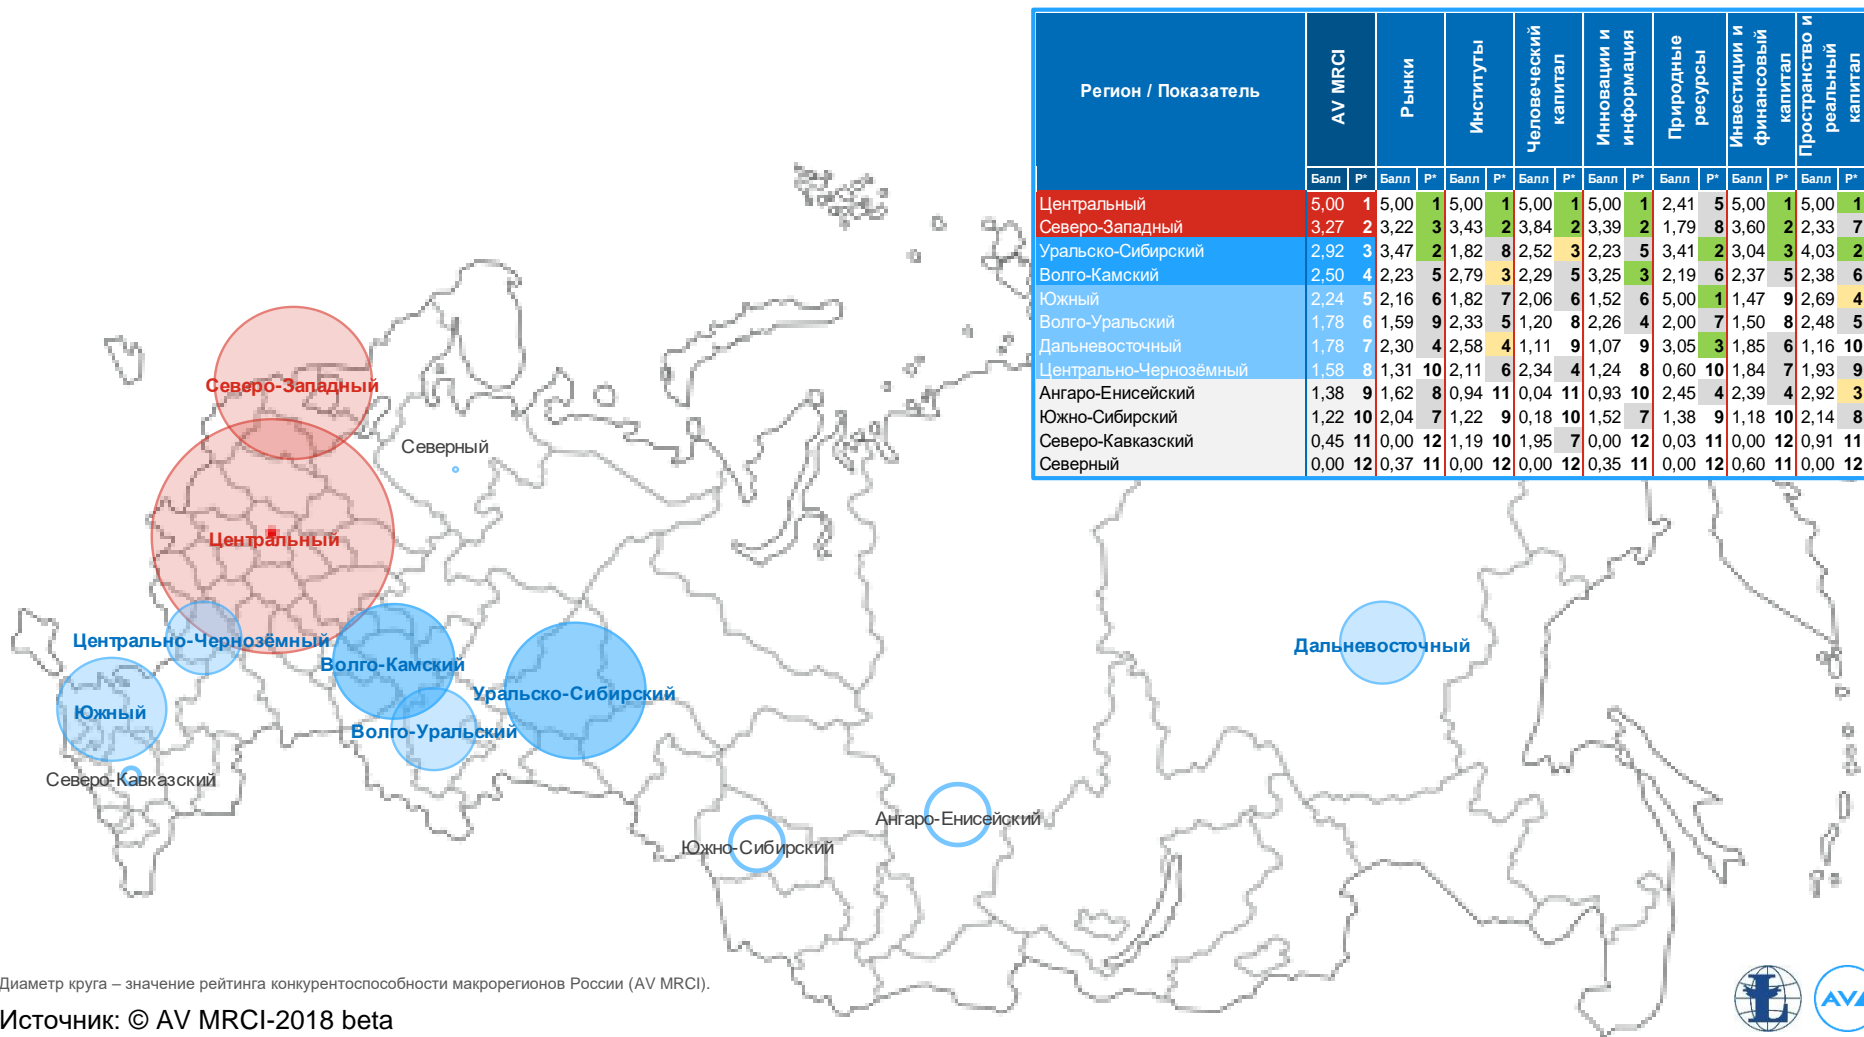 Регион / Показатель
AV MRCI
Рынки
Институты
Человеческий капитал
Инновации и информация
Природные ресурсы
Инвестиции и финансовый капитал
Пространство и реальный капитал
Балл Р* Балл Р* Балл Р* Балл Р* Балл Р* Балл Р* Балл Р* Балл Р*
Центральный 5,00 1 5,00 1 5,00 1 5,00 1 5,00 1 2,41 5 5,00 1 5,00 1
Северо-Западный 3,27 2 3,22 3 3,43 2 3,84 2 3,39 2 1,79 8 3,60 2 2,33 7
Уральско-Сибирский 2,92 3 3,47 2 1,82 8 2,52 3 2,23 5 3,41 2 3,04 3 4,03 2
Волго-Камский 2,50 4 2,23 5 2,79 3 2,29 5 3,25 3 2,19 6 2,37 5 2,38 6
Южный 2,24 5 2,16 6 1,82 7 2,06 6 1,52 6 5,00 1 1,47 9 2,69 4
Волго-Уральский 1,78 6 1,59 9 2,33 5 1,20 8 2,26 4 2,00 7 1,50 8 2,48 5
Дальневосточный 1,78 7 2,30 4 2,58 4 1,11 9 1,07 9 3,05 3 1,85 6 1,16 10
Центрально-Чернозёмный 1,58 8 1,31 10 2,11 6 2,34 4 1,24 8 0,60 10 1,84 7 1,93 9
Ангаро-Енисейский 1,38 9 1,62 8 0,94 11 0,04 11 0,93 10 2,45 4 2,39 4 2,92 3
Южно-Сибирский 1,22 10 2,04 7 1,22 9 0,18 10 1,52 7 1,38 9 1,18 10 2,14 8
Северо-Кавказский 0,45 11 0,00 12 1,19 10 1,95 7 0,00 12 0,03 11 0,00 12 0,91 11
Северный 0,00 12 0,37 11 0,00 12 0,00 12 0,35 11 0,00 12 0,60 11 0,00 12
Северо-Западный
Северный
Центральный
Центрально-Чернозёмный
Волго-Камский
Дальневосточный
Уральско-Сибирский
Южный
Волго-Уральский
Северо-Кавказский
Ангаро-Енисейский
Южно-Сибирский
Диаметр круга – значение рейтинга конкурентоспособности макрорегионов России (AV MRCI).
Источник: © AV MRCI-2018 beta